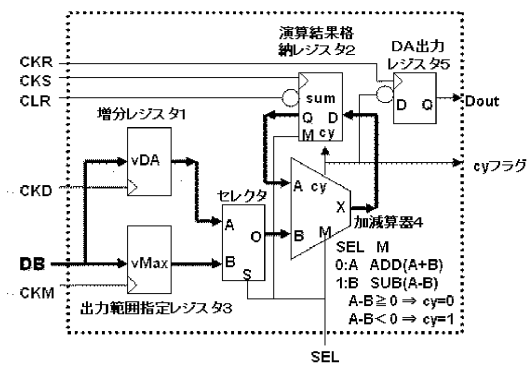 演算結果格
納レジスタ2
DA出力
レジスタ5
CKR
CKS
CLR
sum
Q D
M cy
D Q
Dout
増分レジスタ1
vDA
cyフラグ
CKD
セレクタ
A
B
O
S
A
B
cy
X
M
加減算器4
DB
vMax
CKM
出力範囲指定レジスタ3
SEL M
0:A ADD(A+B)
1:B SUB(A-B)
A-B≧0⇒cy=0
A-B<0⇒cy=1
SEL